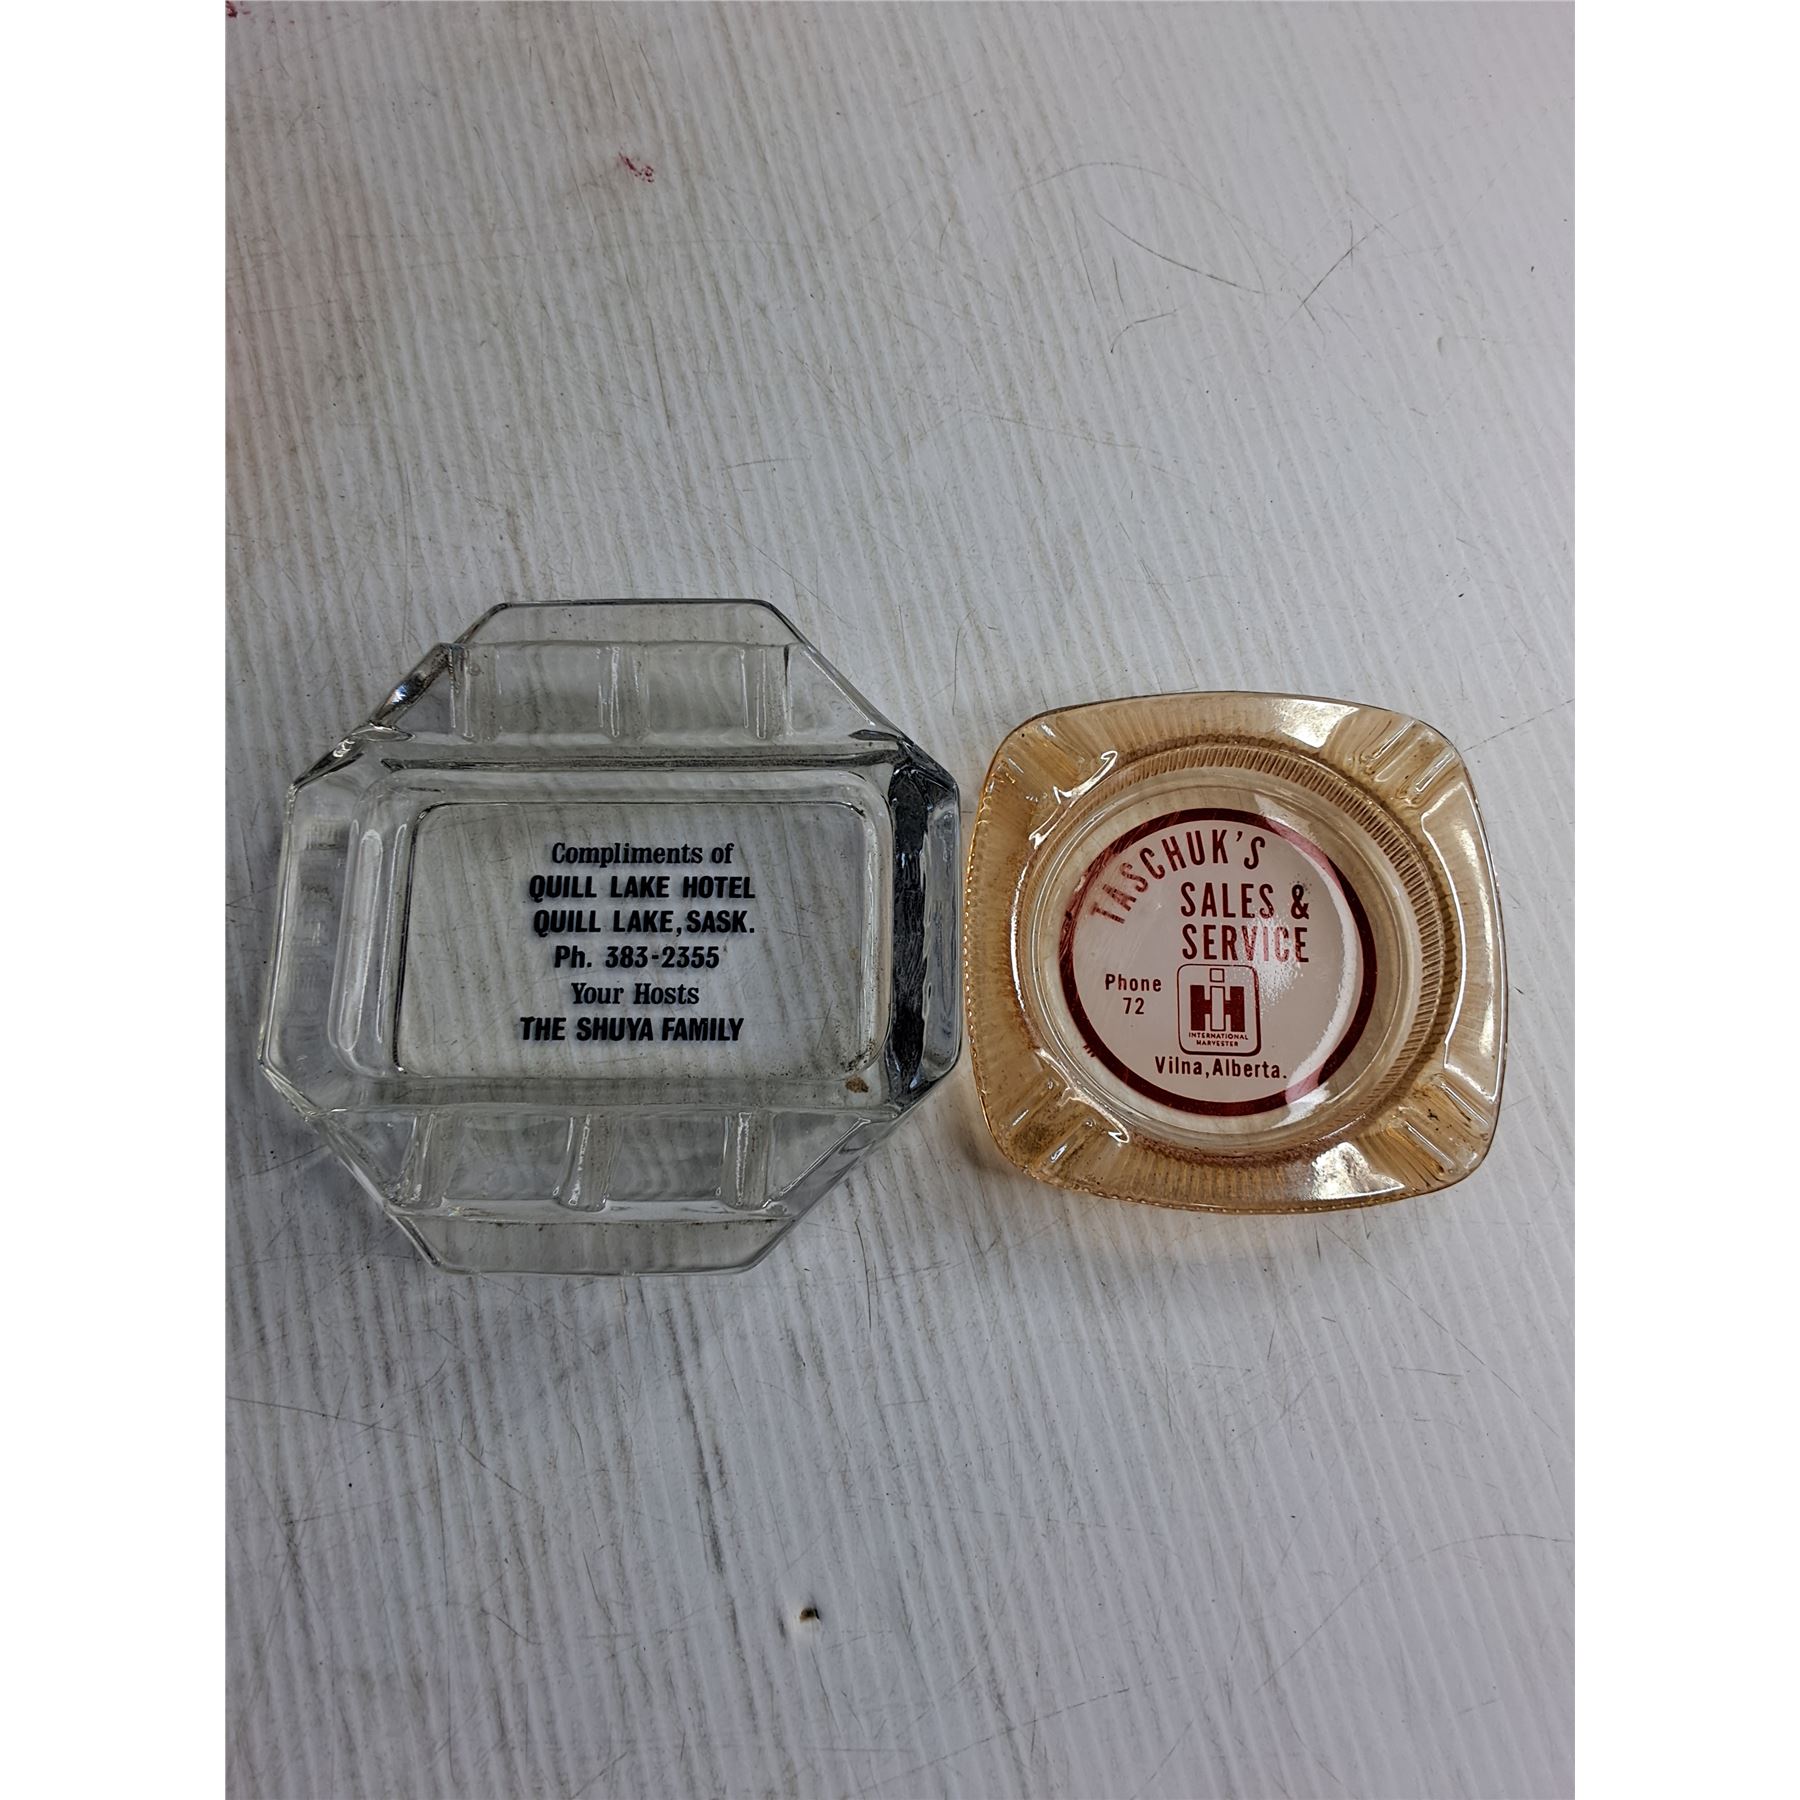 Compliments of
QUILL LAKE HOTEL
QUILL LAKE, SASK.
Ph. 383-2355
Your Hosts
THE SHUYA FAMILY
TASCHUK'S
SALES &
SERVICE
Phone
72
IH
INTERNATIONAL
HARVESTER
Vilna, Alberta.